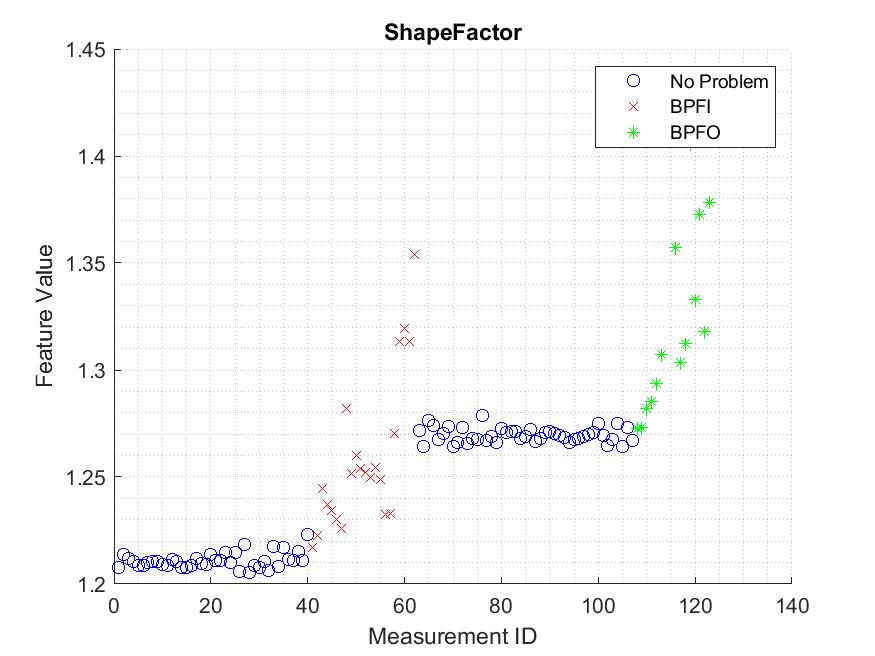 ShapeFactor
1.45
1.4
1.35
1.3
1.25
1.2
Feature Value
No Problem
BPFI
BPFO
0
20
40
60
80
100
120
140
Measurement ID